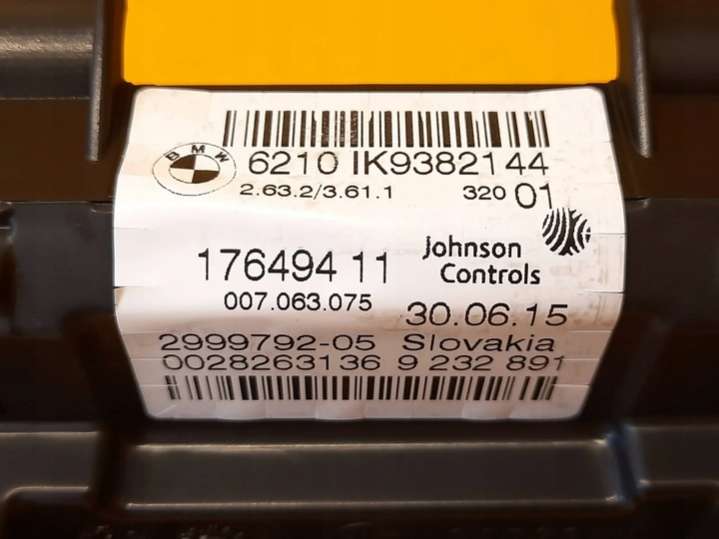 BMW
6210 IK9382144
2.63.2/3.61.1 320 01
176494 11 Johnson Controls
007.063.075 30.06.15
2999792-05 Slovakia
0028263136 9 232 891